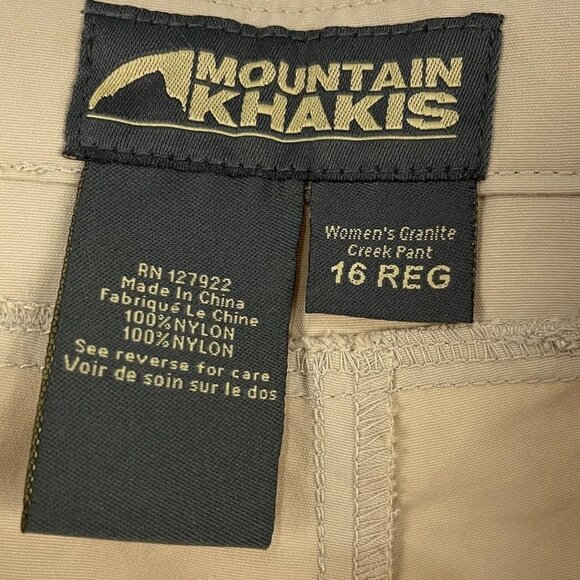 MOUNTAIN
KHAKIS
RN 127922
Made In China
Fabriqué Le Chine
100%NYLON
100%NYLON
See reverse for care
Voir de soin sur le dos
Women's Granite
Creek Pant
16 REG